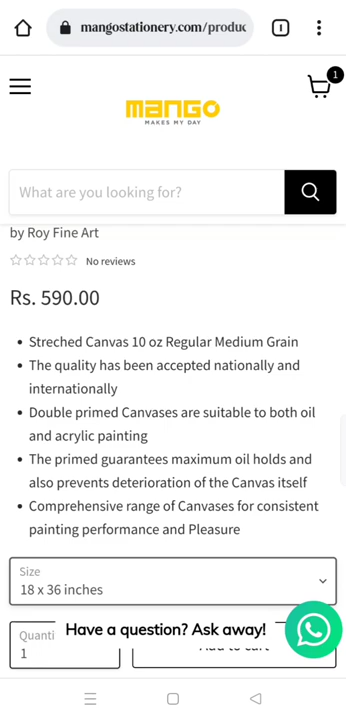 mangostationery.com/produc
1
manGo
MAKES MY DAY
What are you looking for?
by Roy Fine Art
No reviews
Rs. 590.00
Streched Canvas 10 oz Regular Medium Grain
The quality has been accepted nationally and
internationally
Double primed Canvases are suitable to both oil
and acrylic painting
The primed guarantees maximum oil holds and
also prevents deterioration of the Canvas itself
Comprehensive range of Canvases for consistent
painting performance and Pleasure
Size
18 x 36 inches
Quanti
Have a question? Ask away!
1
Add to cart